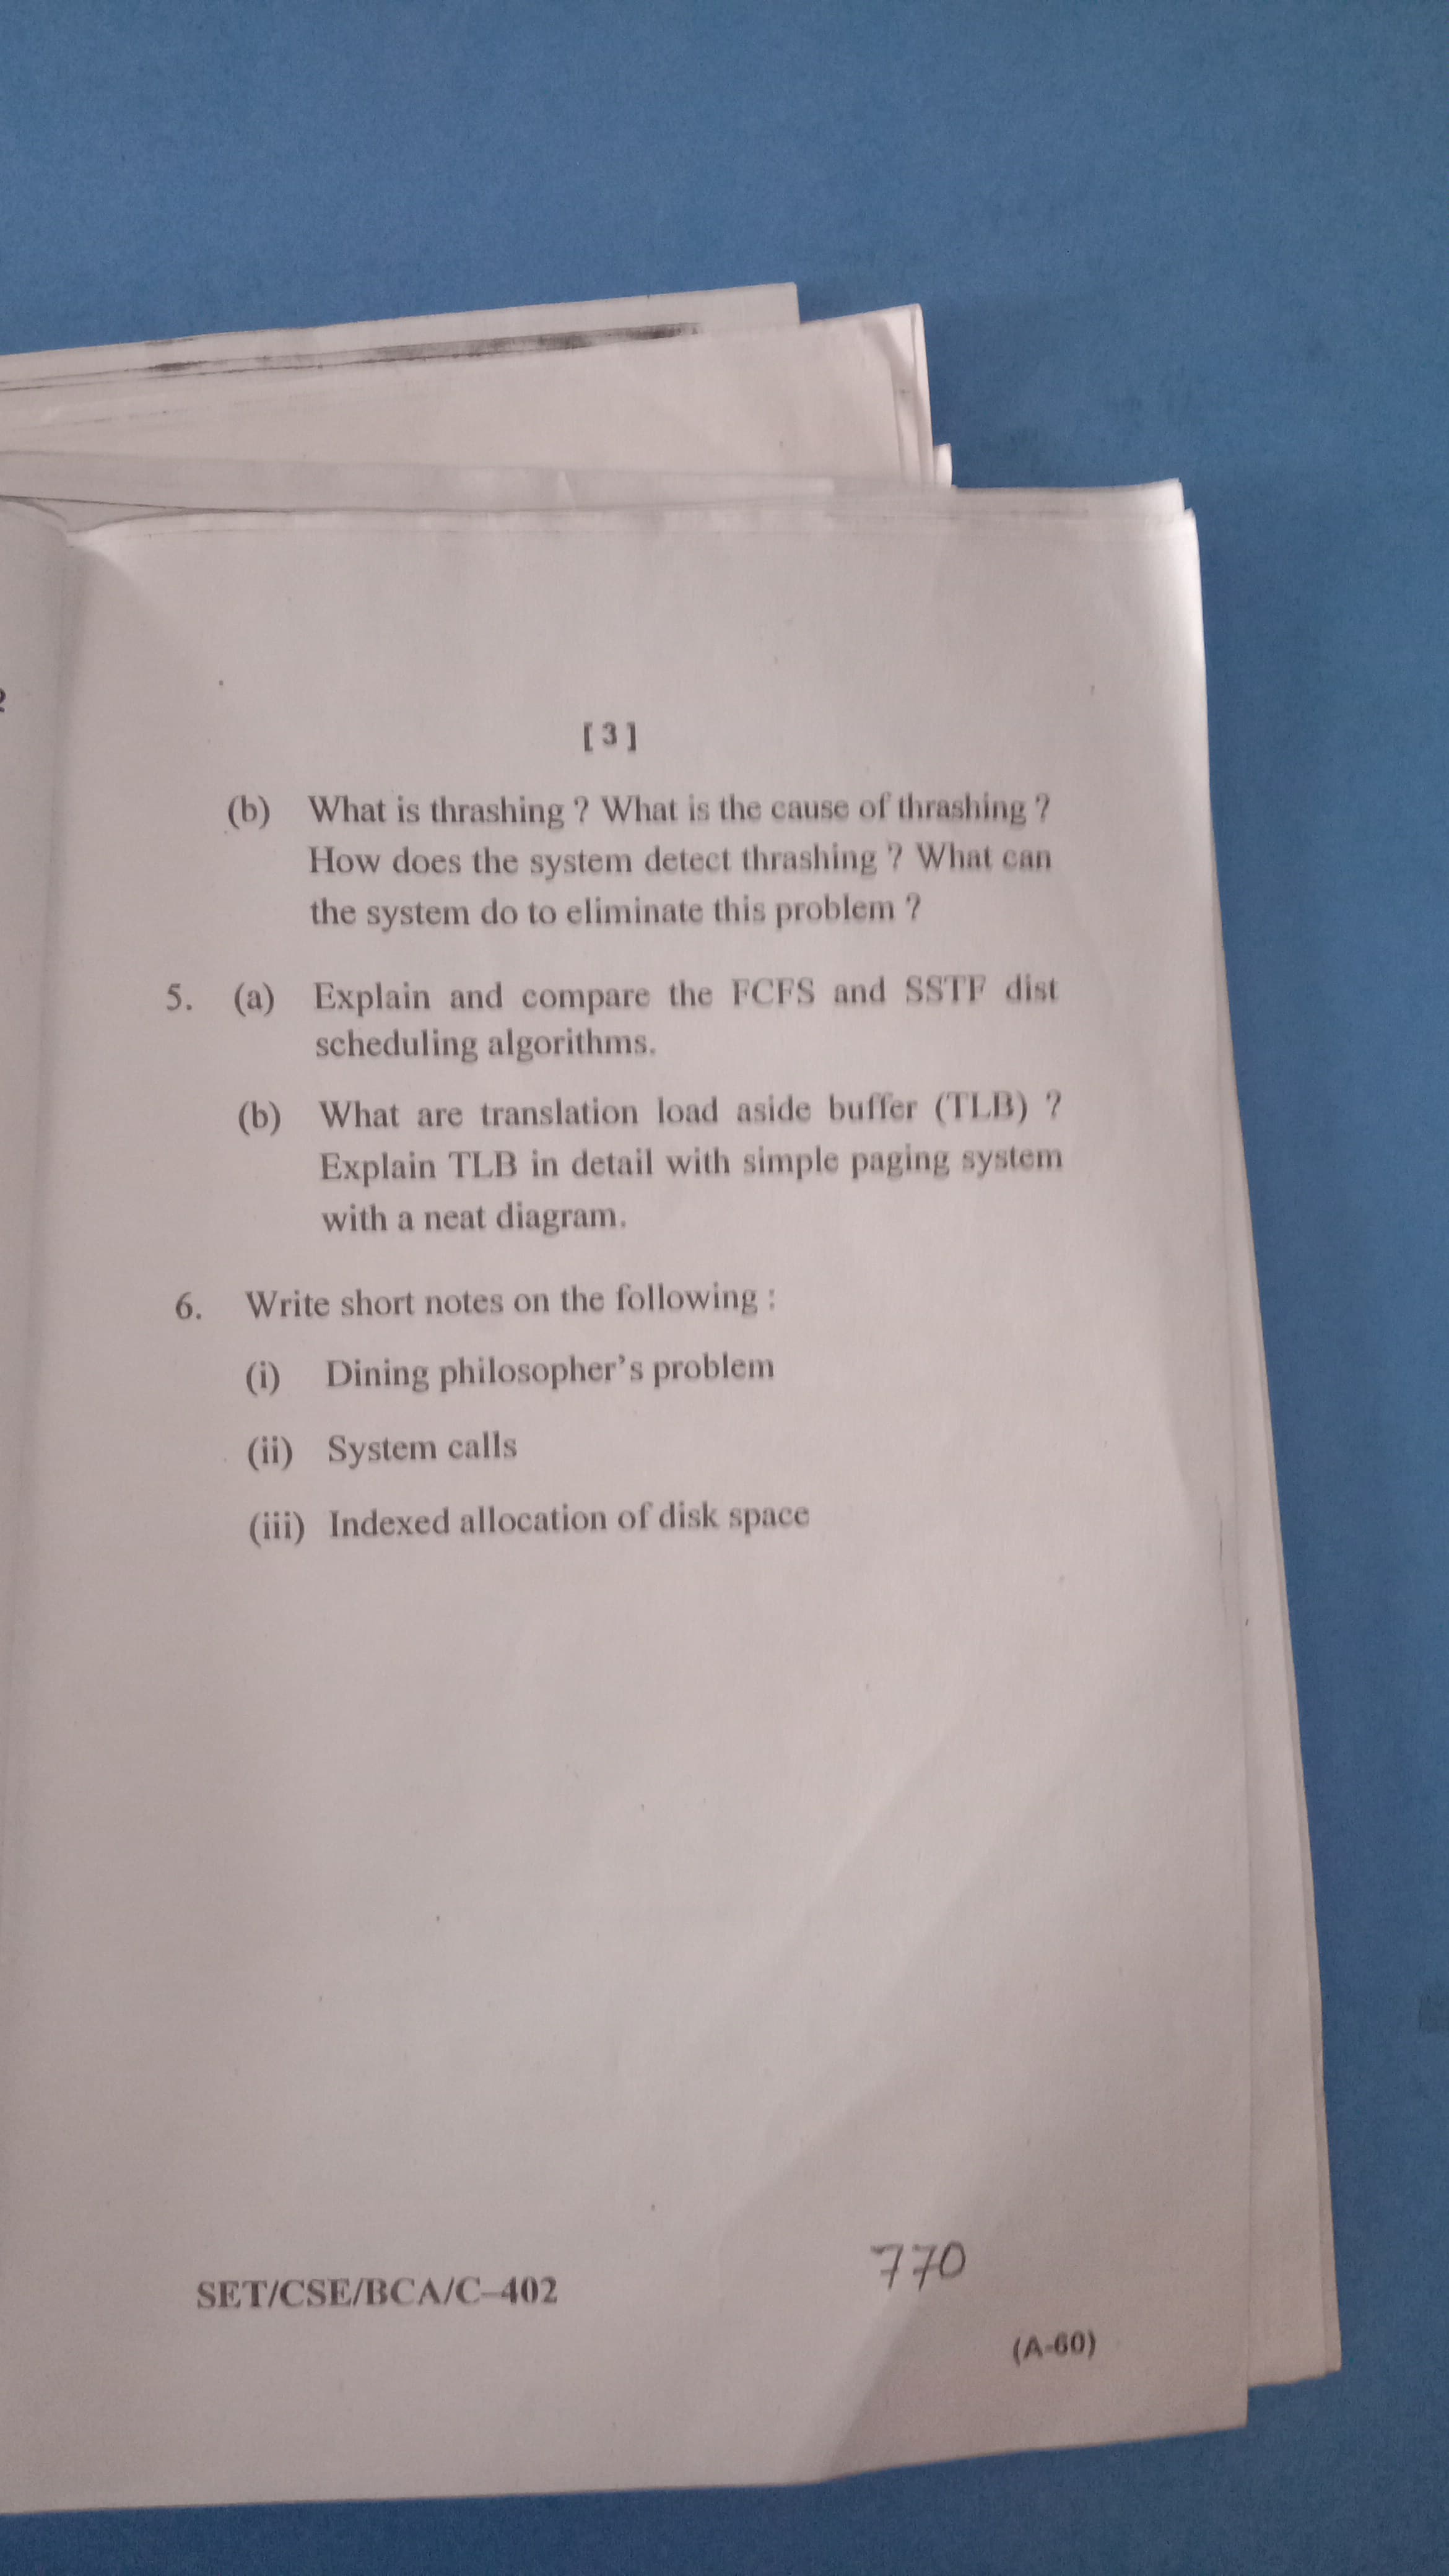 [ 3 ]
(b) What is thrashing ? What is the cause of thrashing ?
How does the system detect thrashing ? What can
the system do to eliminate this problem ?
5. (a) Explain and compare the FCFS and SSTF dist
scheduling algorithms.
(b) What are translation load aside buffer (TLB) ?
Explain TLB in detail with simple paging system
with a neat diagram.
6. Write short notes on the following :
(i) Dining philosopher's problem
(ii) System calls
(iii) Indexed allocation of disk space
770
SET/CSE/BCA/C–402
(A-60)